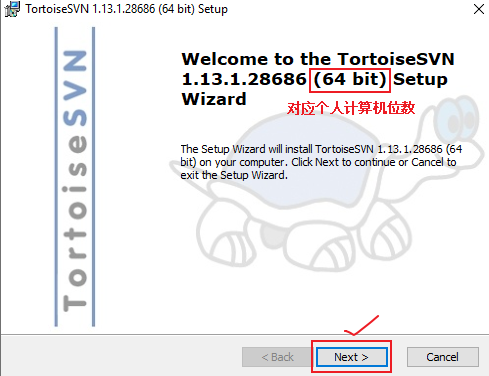 TortoiseSVN 1.13.1.28686 (64 bit) Setup
TortoiseSVN
Welcome to the TortoiseSVN
1.13.1.28686 (64 bit) Setup
Wizard
对应个人计算机位数
The Setup Wizard will install TortoiseSVN 1.13.1.28686 (64
bit) on your computer. Click Next to continue or Cancel to
exit the Setup Wizard.
< Back
Next >
Cancel